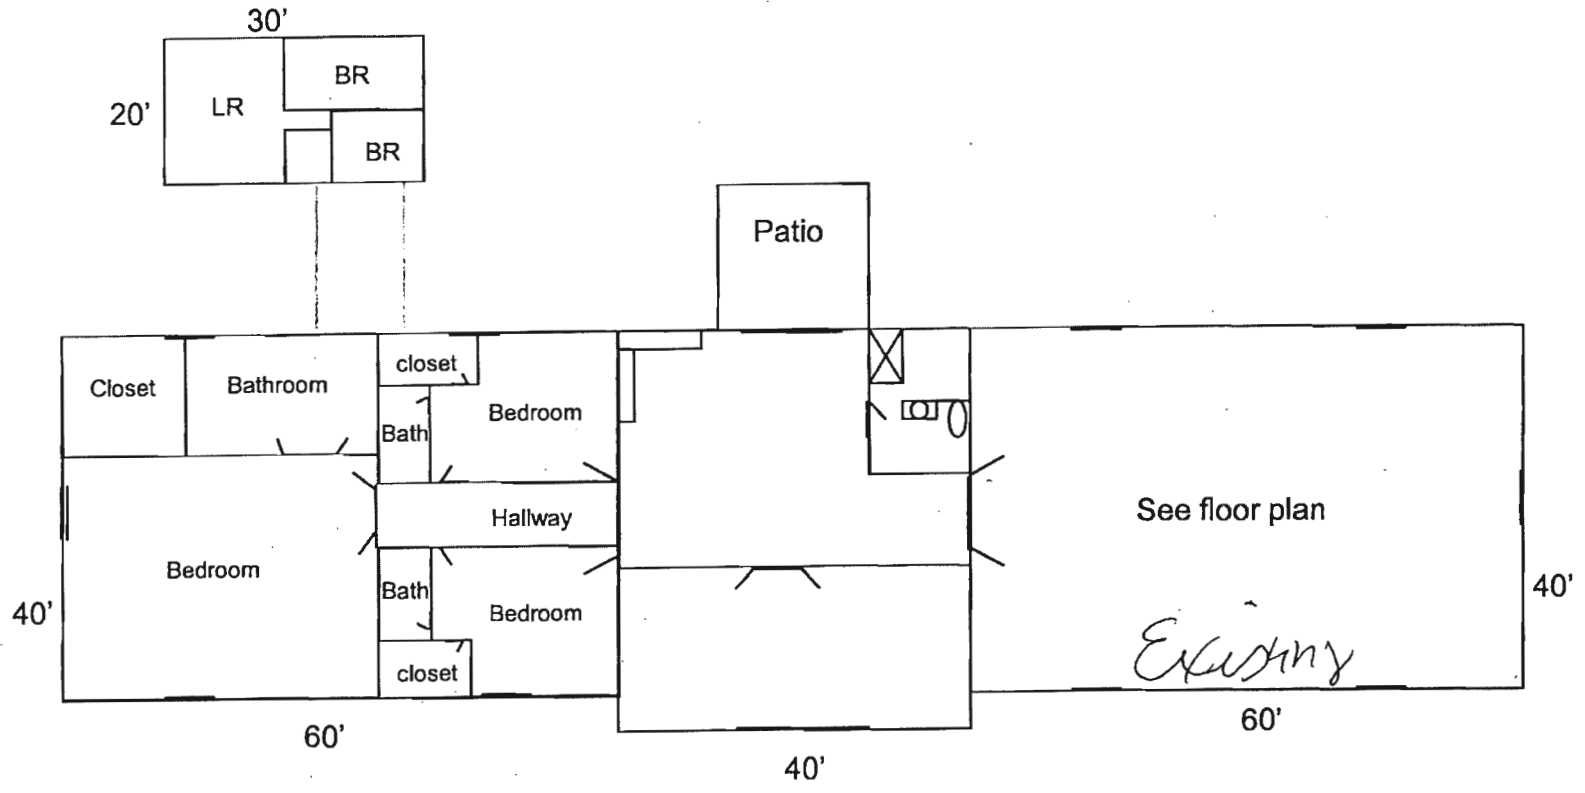 30'
20'
LR
BR
BR
Patio
Closet
Bathroom
closet
Bath
Bedroom
Hallway
Bedroom
Bath
Bedroom
closet
See floor plan
Existing
40'
60'
40'
60'
40'